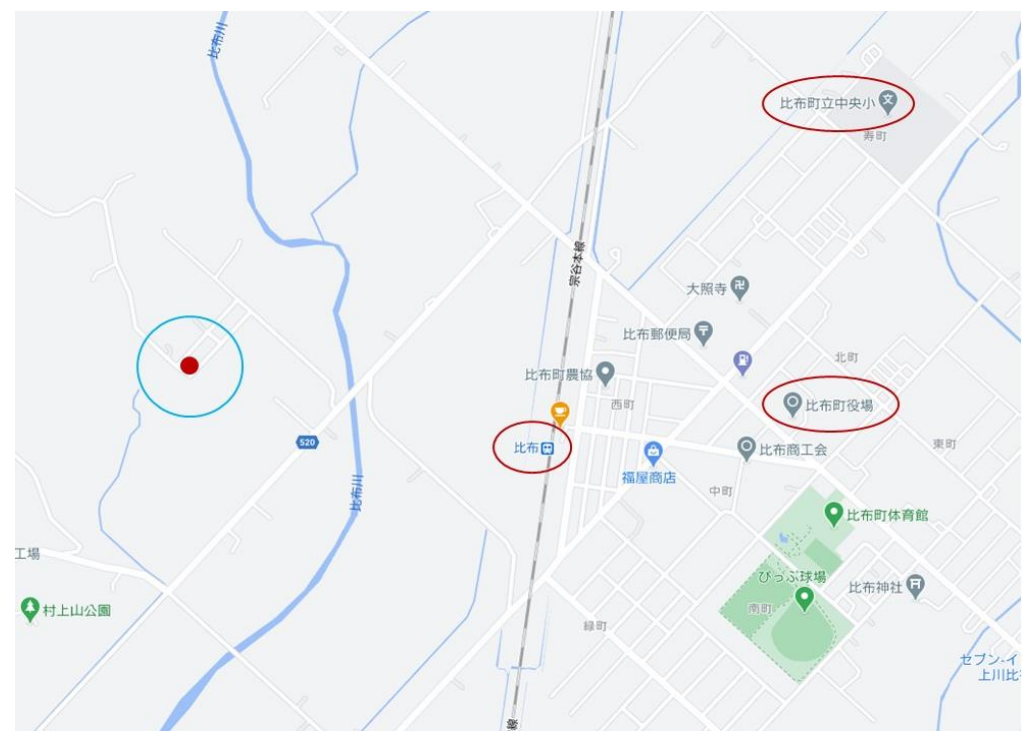 比布川
比布町立中央小
寿町
宗谷本線
大照寺
比布郵便局
北町
比布町農協
西町
比布町役場
比布
比布商工会
東町
520
福屋商店
中町
比布川
比布町体育館
工場
ぴっぷ球場
比布神社
村上山公園
南町
緑町
セブン-イ
上川比布
線